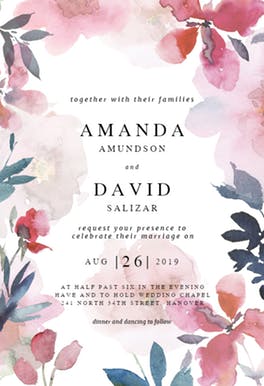 together with their families
AMANDA
AMUNDSON
and
DAVID
SALIZAR
request your presence to
celebrate their marriage on
AUG |26| 2019
AT HALF PAST SIX IN THE EVENING
HAVE AND TO HOLD WEDDING CHAPEL
241 NORTH 34TH STREET, HANOVER
dinner and dancing to follow